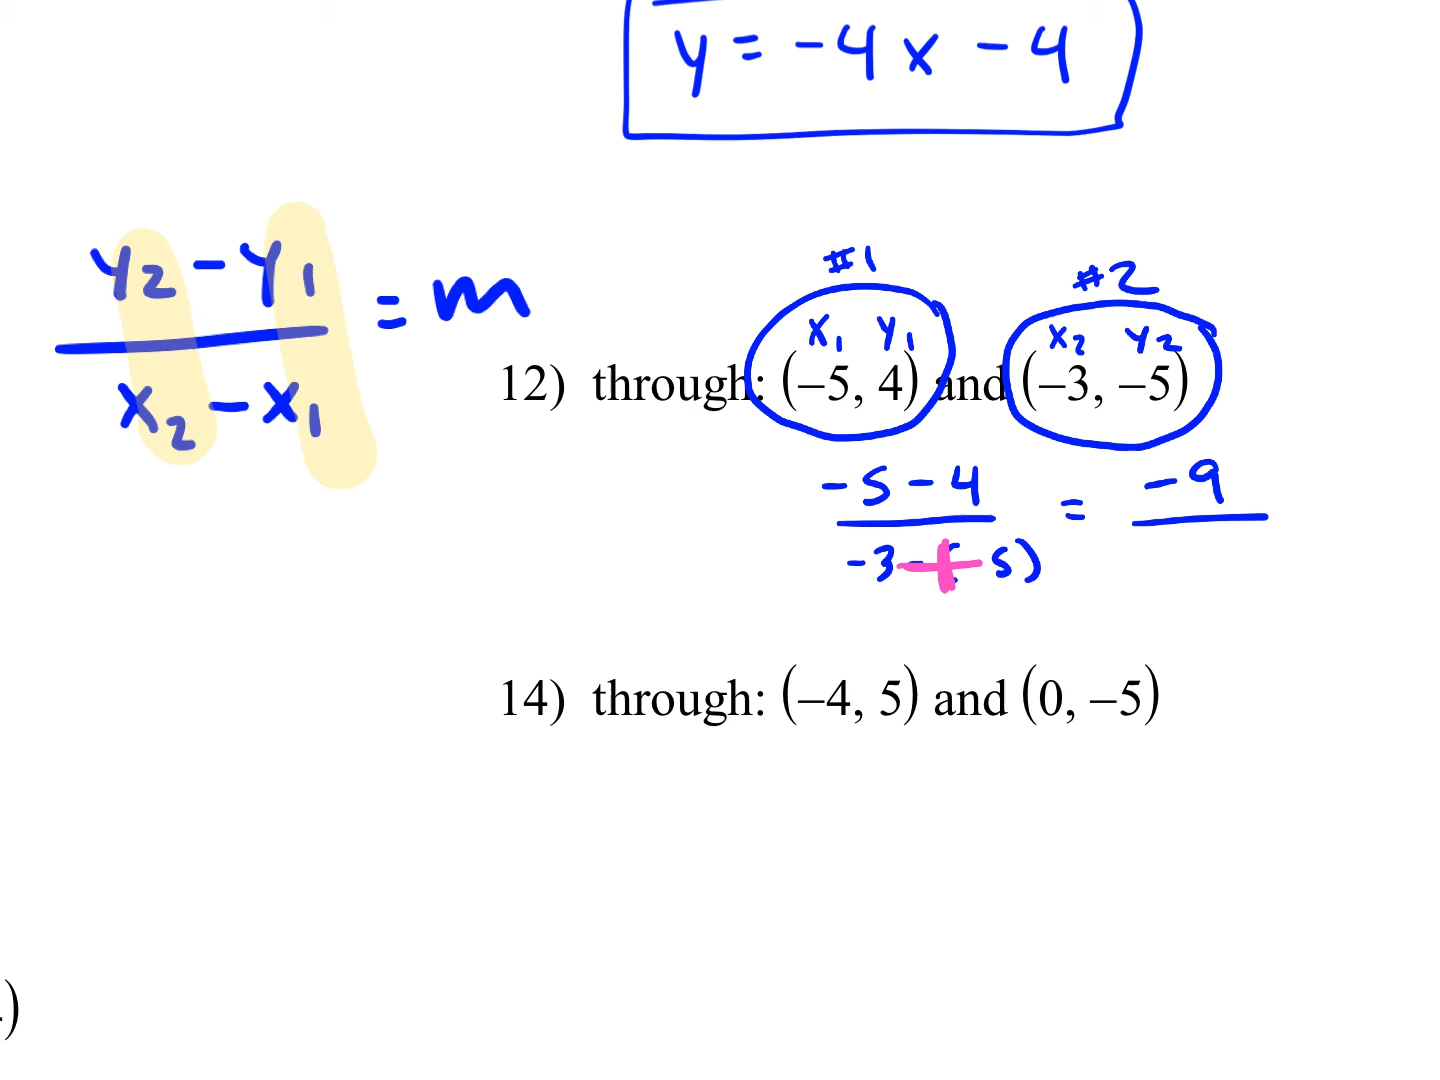 y = -4x - 4
y2 - y1
x2 - x1
= m
#1
#2
x1 y1
x2 y2
12) through: (−5, 4) and (−3, −5)
-5 - 4 = -9
-3 - (-5)
+
14) through: (−4, 5) and (0, −5)
)